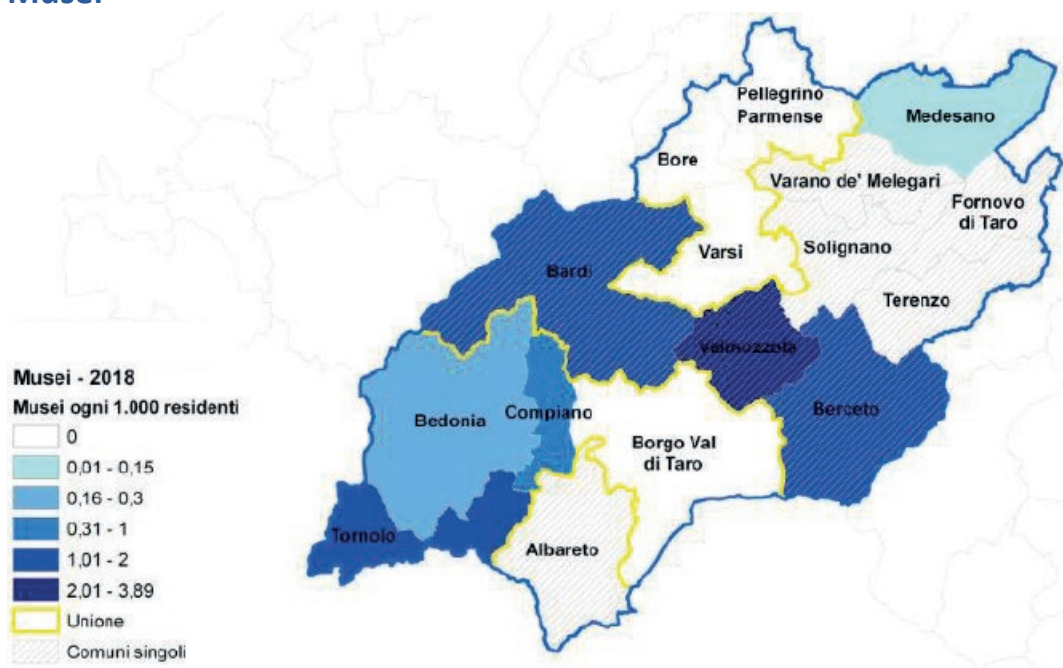 Musei
Pellegrino
Parmense
Medesano
Bore
Varano de' Melegari
Fornovo
di Taro
Varsi
Solignano
Bardi
Terenzo
Valmozzola
Musei - 2018
Musei ogni 1.000 residenti
0
0,01 - 0,15
0,16 - 0,3
0,31 - 1
1,01 - 2
2,01 - 3,89
Unione
Comuni singoli
Bedonia
Compiano
Berceto
Borgo Val
di Taro
Tornolo
Albareto